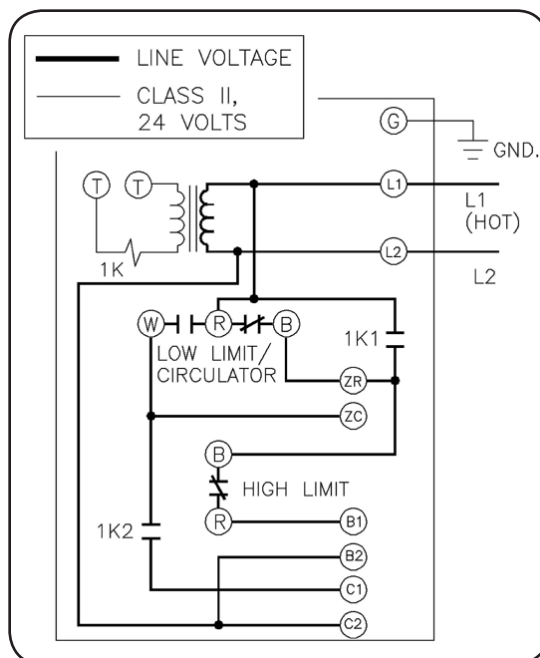 LINE VOLTAGE
CLASS II,
24 VOLTS
G
GND.
T T
L1
L1
(HOT)
1K
L2
L2
W R B
1K1
LOW LIMIT/
CIRCULATOR
ZR
ZC
B
HIGH LIMIT
R
B1
1K2
B2
C1
C2